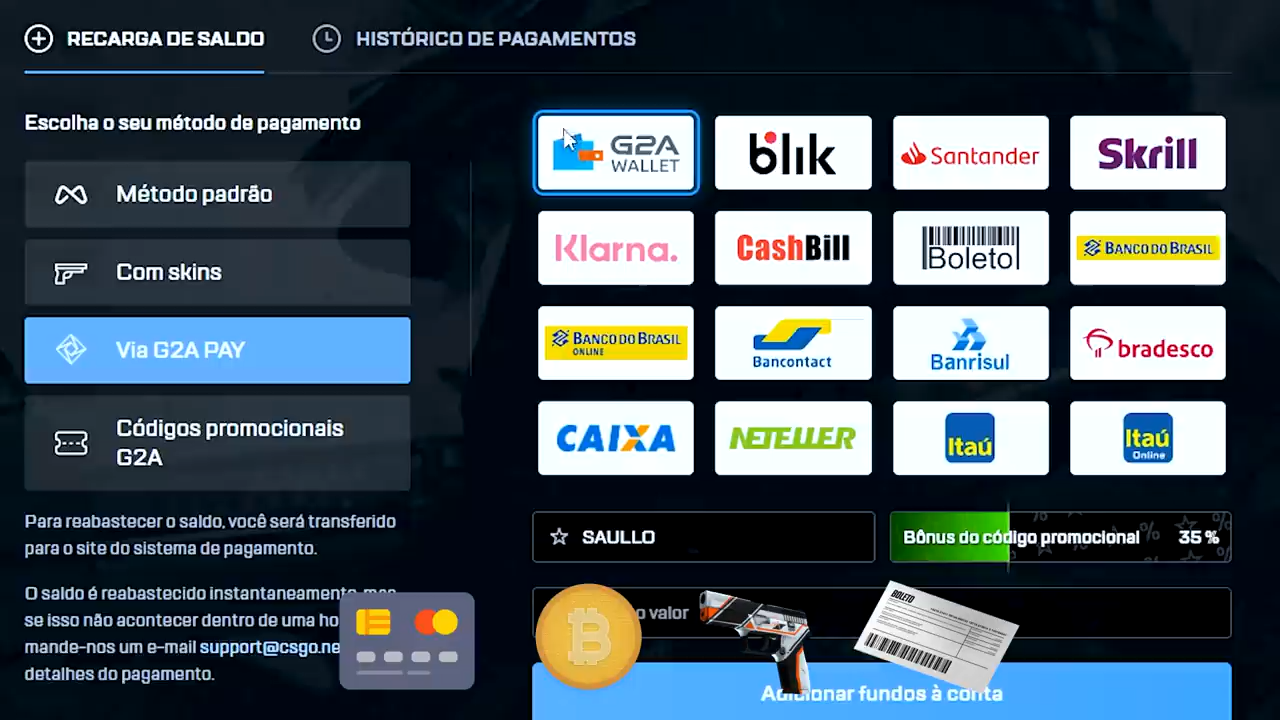 RECARGA DE SALDO
HISTÓRICO DE PAGAMENTOS
Escolha o seu método de pagamento
Método padrão
Com skins
Via G2A PAY
Códigos promocionais
G2A
Para reabastecer o saldo, você será transferido
para o site do sistema de pagamento.
O saldo é reabastecido instantaneamente, mas
se isso não acontecer dentro de uma ho
mande-nos um e-mail support@csgo.ne
detalhes do pagamento.
G2A
WALLET
blik
Santander
Skrill
Klarna.
CashBill
Boleto
BANCO DO BRASIL
BANCO DO BRASIL
ONLINE
Bancontact
Banrisul
bradesco
CAIXA
NETELLER
Itaú
Itaú
Online
SAULLO
Bônus do código promocional 35 %
o valor
BOLETO
Adicionar fundos à conta